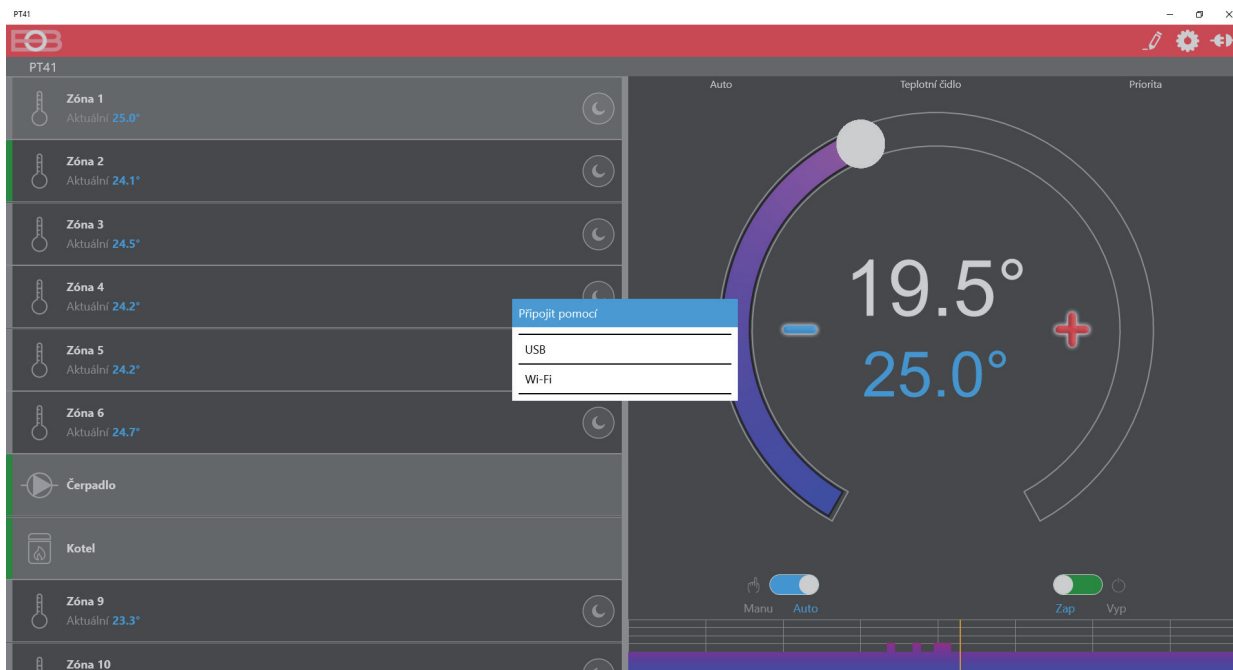 PT41
EOB
PT41
Zóna 1
Aktuální 25.0°
Zóna 2
Aktuální 24.1°
Zóna 3
Aktuální 24.5°
Zóna 4
Aktuální 24.2°
Zóna 5
Aktuální 24.2°
Zóna 6
Aktuální 24.7°
Čerpadlo
Kotel
Zóna 9
Aktuální 23.3°
Zóna 10
Připojit pomocí
USB
Wi-Fi
Auto Teplotní čidlo Priorita
19.5°
25.0°
Manu Auto Zap Vyp